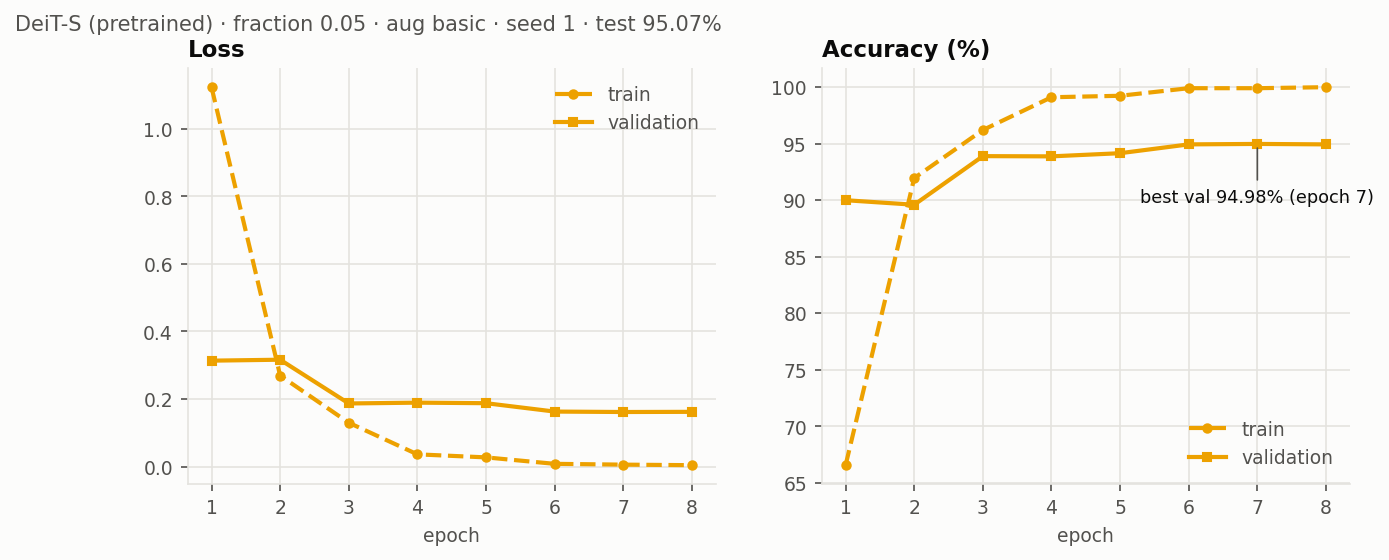 DeiT-S (pretrained) · fraction 0.05 · aug basic · seed 1 · test 95.07%
Loss
train
validation
1.0
0.8
0.6
0.4
0.2
0.0
1 2 3 4 5 6 7 8
epoch
Accuracy (%)
100
95
90
85
80
75
70
65
best val 94.98% (epoch 7)
train
validation
1 2 3 4 5 6 7 8
epoch